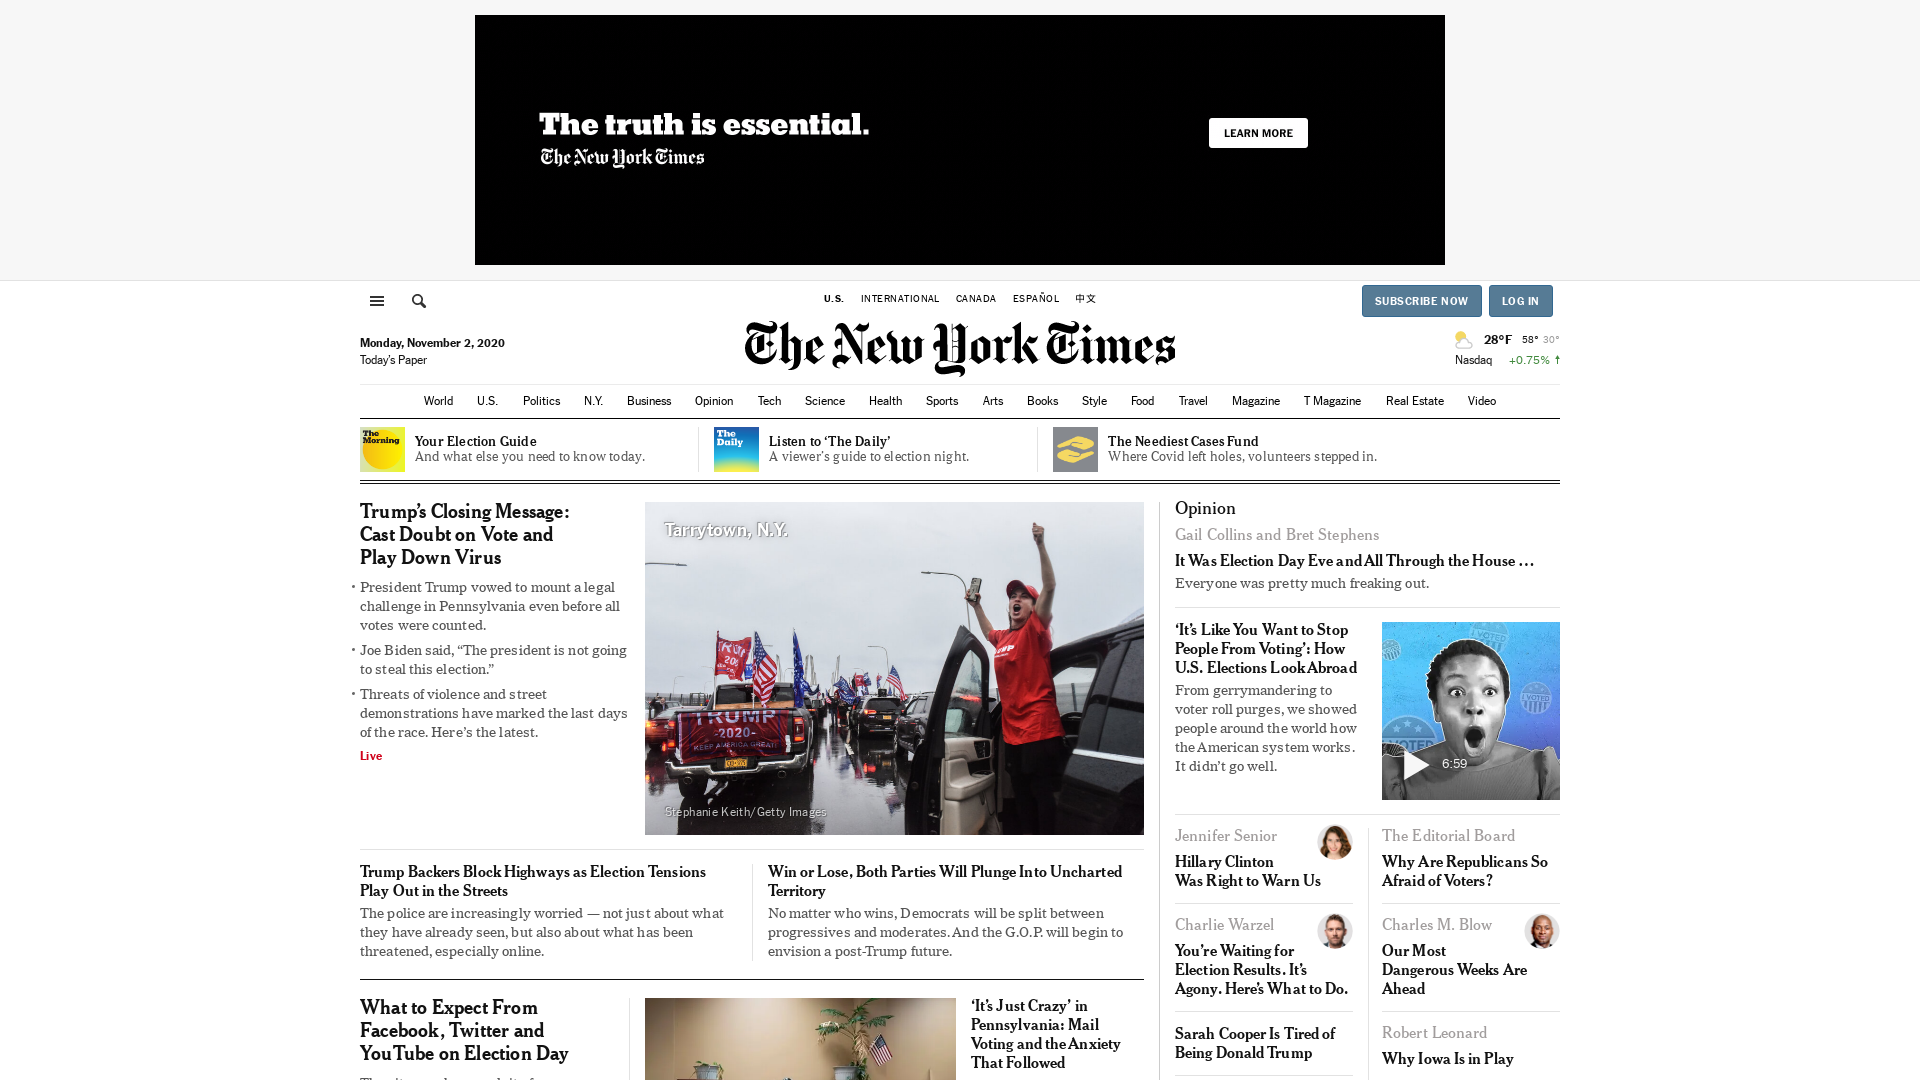 The truth is essential.
The New York Times
LEARN MORE
U.S. INTERNATIONAL CANADA ESPAÑOL 中文
SUBSCRIBE NOW LOG IN
The New York Times
Monday, November 2, 2020
Today's Paper
28°F 58° 30°
Nasdaq +0.75% ↑
World U.S. Politics N.Y. Business Opinion Tech Science Health Sports Arts Books Style Food Travel Magazine T Magazine Real Estate Video
The Morning
Your Election Guide
And what else you need to know today.
The Daily
Listen to ‘The Daily’
A viewer's guide to election night.
The Neediest Cases Fund
Where Covid left holes, volunteers stepped in.
Trump’s Closing Message:
Cast Doubt on Vote and
Play Down Virus
• President Trump vowed to mount a legal
challenge in Pennsylvania even before all
votes were counted.
• Joe Biden said, “The president is not going
to steal this election.”
• Threats of violence and street
demonstrations have marked the last days
of the race. Here’s the latest.
Live
Tarrytown, N.Y.
TRUMP
-2020-
KEEP AMERICA GREAT!
Stephanie Keith/Getty Images
Trump Backers Block Highways as Election Tensions
Play Out in the Streets
The police are increasingly worried — not just about what
they have already seen, but also about what has been
threatened, especially online.
Win or Lose, Both Parties Will Plunge Into Uncharted
Territory
No matter who wins, Democrats will be split between
progressives and moderates. And the G.O.P. will begin to
envision a post-Trump future.
What to Expect From
Facebook, Twitter and
YouTube on Election Day
‘It’s Just Crazy’ in
Pennsylvania: Mail
Voting and the Anxiety
That Followed
Opinion
Gail Collins and Bret Stephens
It Was Election Day Eve and All Through the House …
Everyone was pretty much freaking out.
‘It’s Like You Want to Stop
People From Voting’: How
U.S. Elections Look Abroad
From gerrymandering to
voter roll purges, we showed
people around the world how
the American system works.
It didn’t go well.
I VOTED
6:59
Jennifer Senior
Hillary Clinton
Was Right to Warn Us
The Editorial Board
Why Are Republicans So
Afraid of Voters?
Charlie Warzel
You’re Waiting for
Election Results. It’s
Agony. Here’s What to Do.
Charles M. Blow
Our Most
Dangerous Weeks Are
Ahead
Sarah Cooper Is Tired of
Being Donald Trump
Robert Leonard
Why Iowa Is in Play